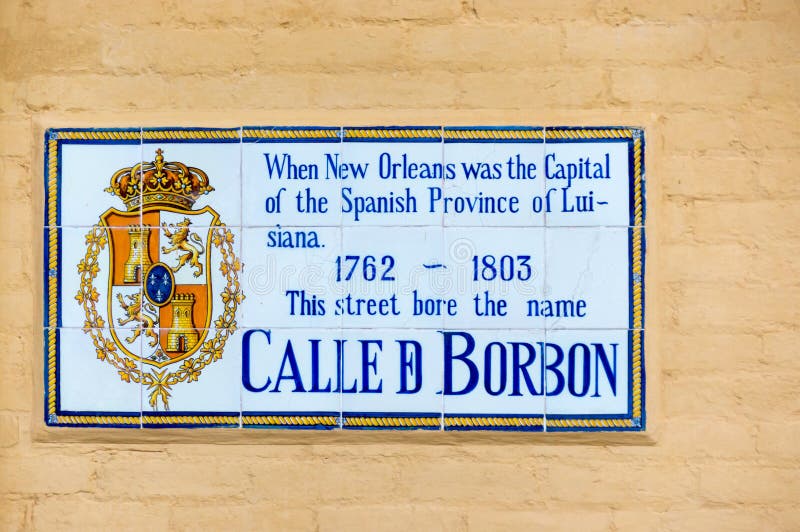 When New Orleans was the Capital
of the Spanish Province of Lui-
siana.
1762 ~ 1803
This street bore the name
CALLE D BORBON